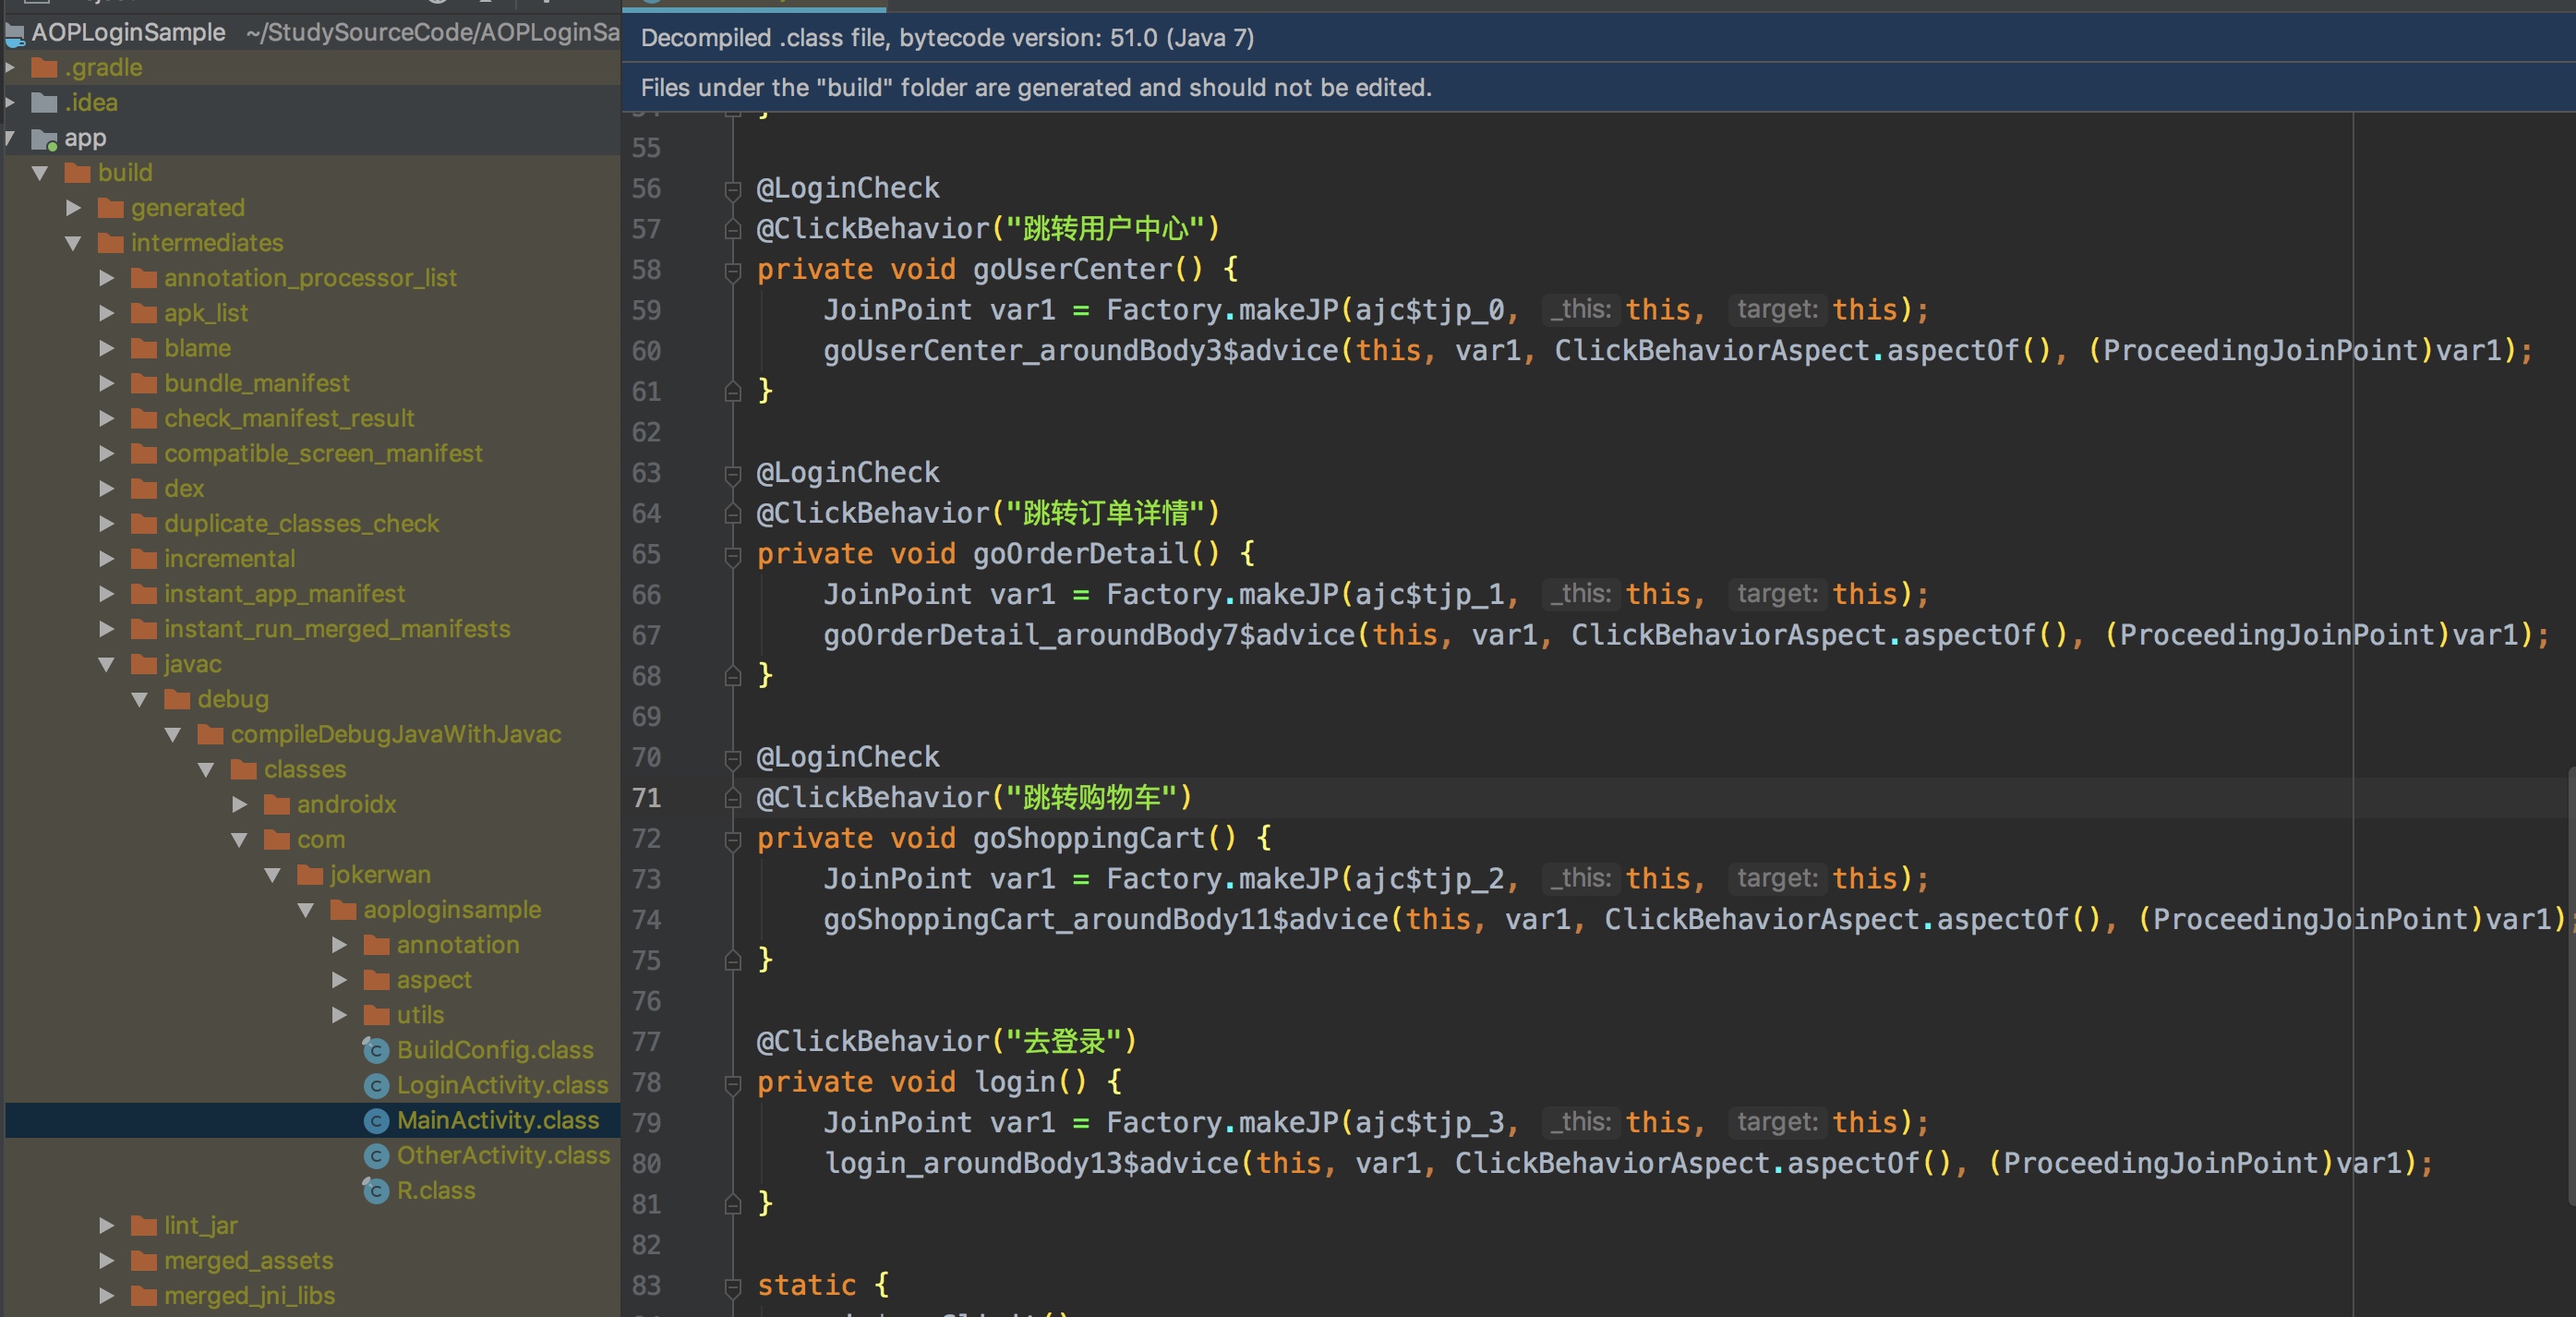 AOPLoginSample ~/StudySourceCode/AOPLoginSa
.gradle
.idea
app
build
generated
intermediates
annotation_processor_list
apk_list
blame
bundle_manifest
check_manifest_result
compatible_screen_manifest
dex
duplicate_classes_check
incremental
instant_app_manifest
instant_run_merged_manifests
javac
debug
compileDebugJavaWithJavac
classes
androidx
com
jokerwan
aoploginsample
annotation
aspect
utils
BuildConfig.class
LoginActivity.class
MainActivity.class
OtherActivity.class
R.class
lint_jar
merged_assets
merged_jni_libs
Decompiled .class file, bytecode version: 51.0 (Java 7)
Files under the "build" folder are generated and should not be edited.
}
55
56 @LoginCheck
57 @ClickBehavior("跳转用户中心")
58 private void goUserCenter() {
59 JoinPoint var1 = Factory.makeJP(ajc$tjp_0, _this: this, target: this);
60 goUserCenter_aroundBody3$advice(this, var1, ClickBehaviorAspect.aspectOf(), (ProceedingJoinPoint)var1);
61 }
62
63 @LoginCheck
64 @ClickBehavior("跳转订单详情")
65 private void goOrderDetail() {
66 JoinPoint var1 = Factory.makeJP(ajc$tjp_1, _this: this, target: this);
67 goOrderDetail_aroundBody7$advice(this, var1, ClickBehaviorAspect.aspectOf(), (ProceedingJoinPoint)var1);
68 }
69
70 @LoginCheck
71 @ClickBehavior("跳转购物车")
72 private void goShoppingCart() {
73 JoinPoint var1 = Factory.makeJP(ajc$tjp_2, _this: this, target: this);
74 goShoppingCart_aroundBody11$advice(this, var1, ClickBehaviorAspect.aspectOf(), (ProceedingJoinPoint)var1);
75 }
76
77 @ClickBehavior("去登录")
78 private void login() {
79 JoinPoint var1 = Factory.makeJP(ajc$tjp_3, _this: this, target: this);
80 login_aroundBody13$advice(this, var1, ClickBehaviorAspect.aspectOf(), (ProceedingJoinPoint)var1);
81 }
82
83 static {